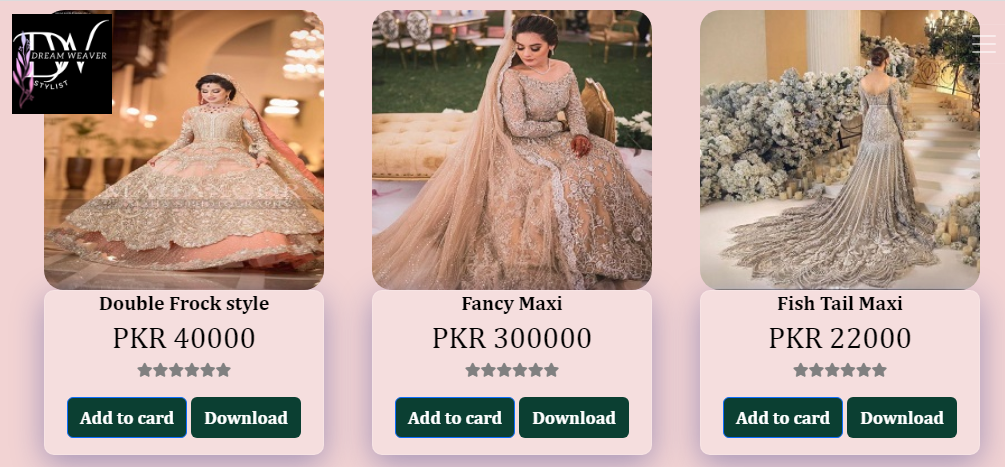 DW
DREAM WEAVER
STYLIST
Double Frock style
PKR 40000
Add to card Download
Fancy Maxi
PKR 300000
Add to card Download
Fish Tail Maxi
PKR 22000
Add to card Download